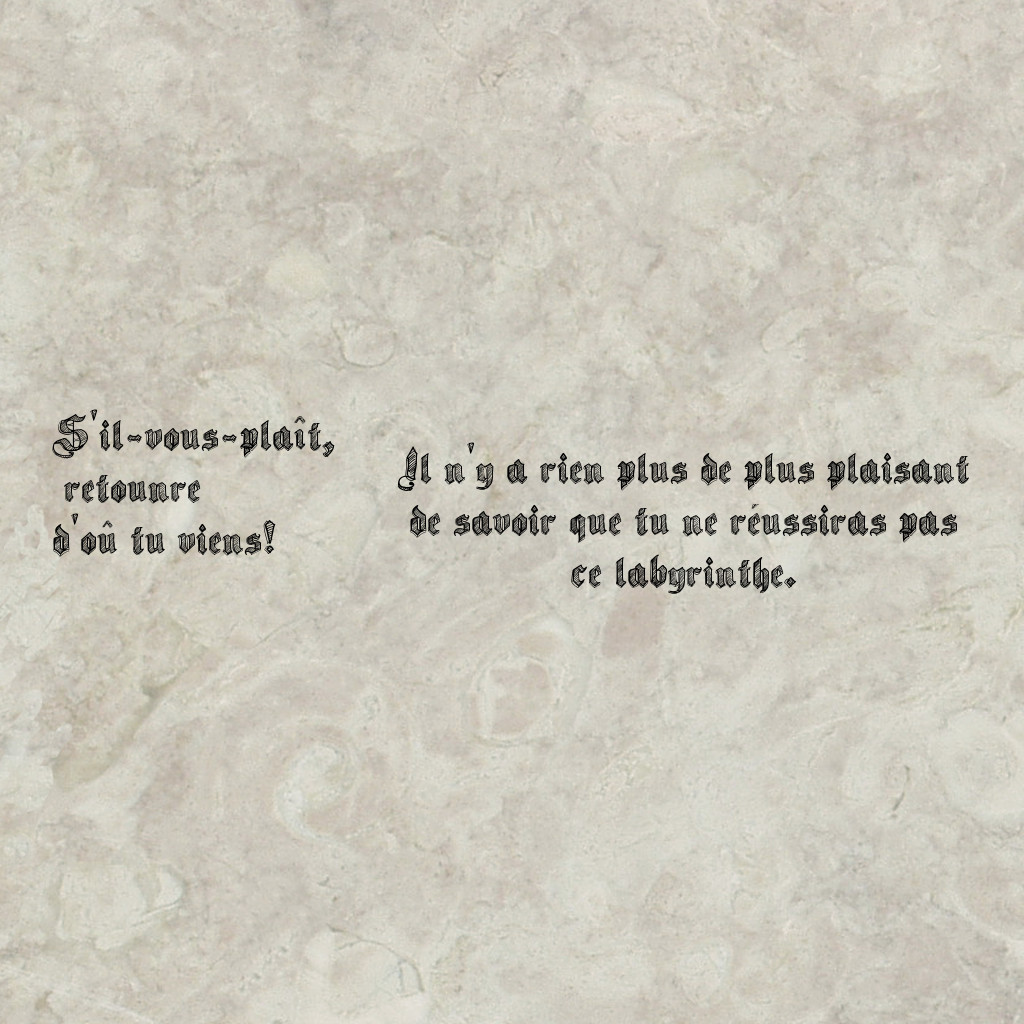 S'il-vous-plaît,
retounre
d'oû tu viens!
Il n'y a rien plus de plus plaisant
de savoir que tu ne réussiras pas
ce labyrinthe.